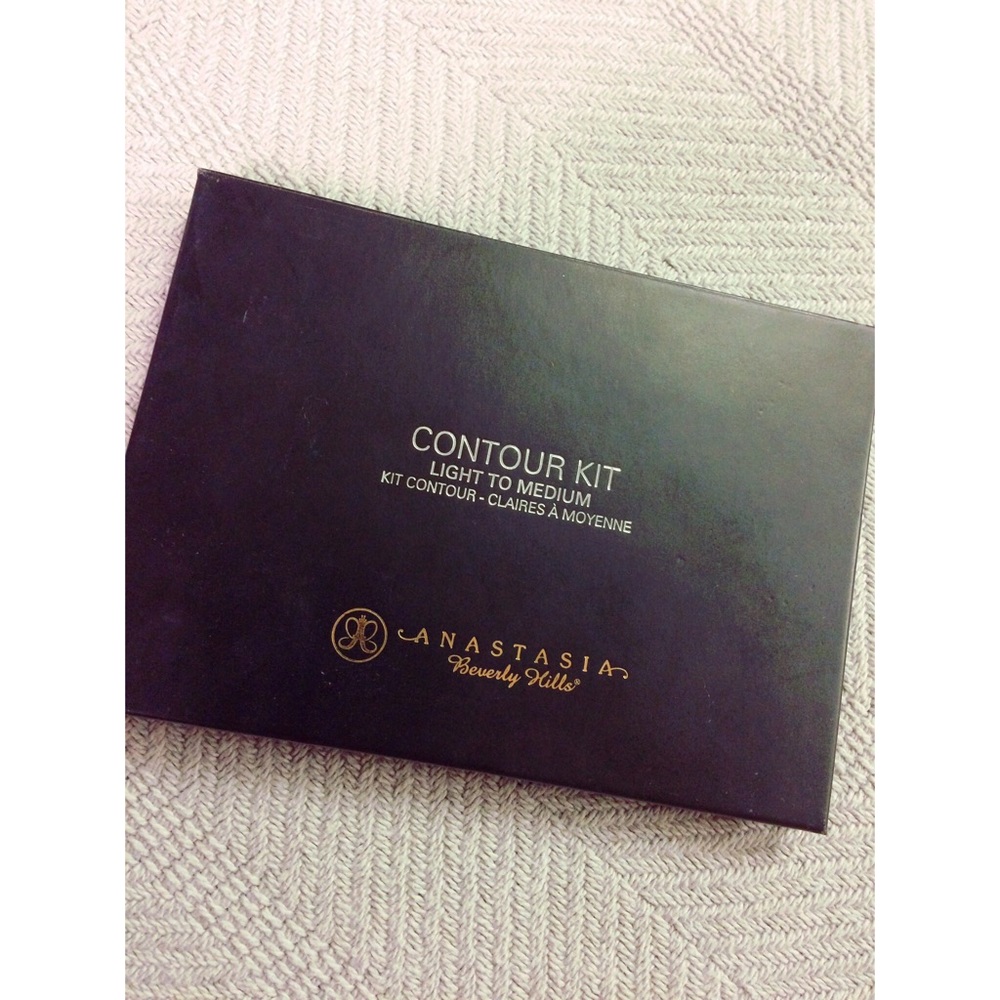 CONTOUR KIT
LIGHT TO MEDIUM
KIT CONTOUR - CLAIRES À MOYENNE
ANASTASIA
Beverly Hills®